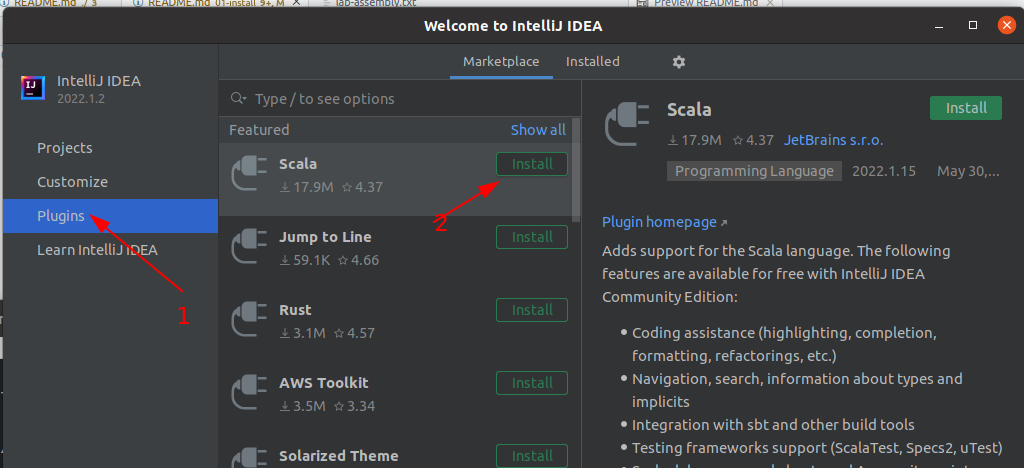 README.md ./ 3
README.md 01-install 9+, M
lab-assembly.txt
Preview README.md
Welcome to IntelliJ IDEA
IntelliJ IDEA
2022.1.2
Projects
Customize
Plugins
Learn IntelliJ IDEA
1
Marketplace Installed
Type / to see options
Featured Show all
Scala Install
17.9M 4.37
2
Jump to Line Install
59.1K 4.66
Rust Install
3.1M 4.57
AWS Toolkit Install
3.5M 3.34
Solarized Theme Install
Scala Install
17.9M 4.37 JetBrains s.r.o.
Programming Language 2022.1.15 May 30,...
Plugin homepage ↗
Adds support for the Scala language. The following
features are available for free with IntelliJ IDEA
Community Edition:
• Coding assistance (highlighting, completion,
formatting, refactorings, etc.)
• Navigation, search, information about types and
implicits
• Integration with sbt and other build tools
• Testing frameworks support (ScalaTest, Specs2, uTest)